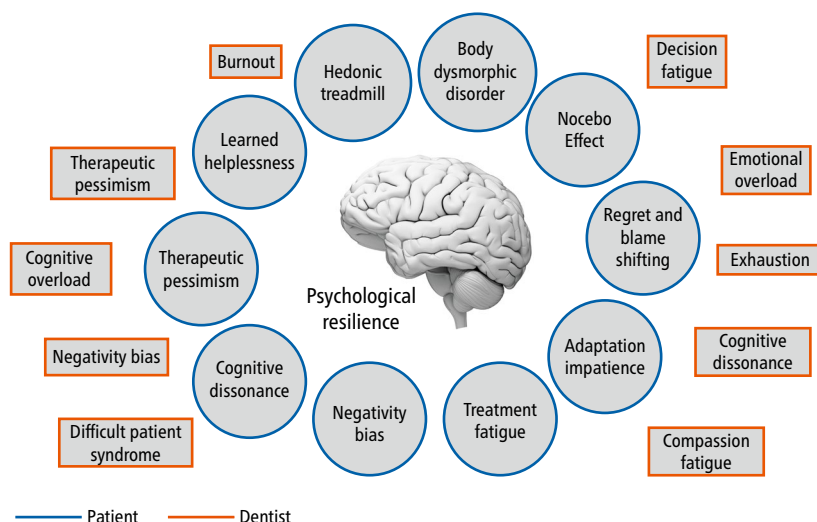 Burnout
Hedonic
treadmill
Body
dysmorphic
disorder
Decision
fatigue
Learned
helplessness
Nocebo
Effect
Therapeutic
pessimism
Emotional
overload
Regret and
blame
shifting
Cognitive
overload
Therapeutic
pessimism
Exhaustion
Psychological
resilience
Negativity bias
Cognitive
dissonance
Adaptation
impatience
Cognitive
dissonance
Negativity
bias
Treatment
fatigue
Difficult patient
syndrome
Compassion
fatigue
Patient
Dentist